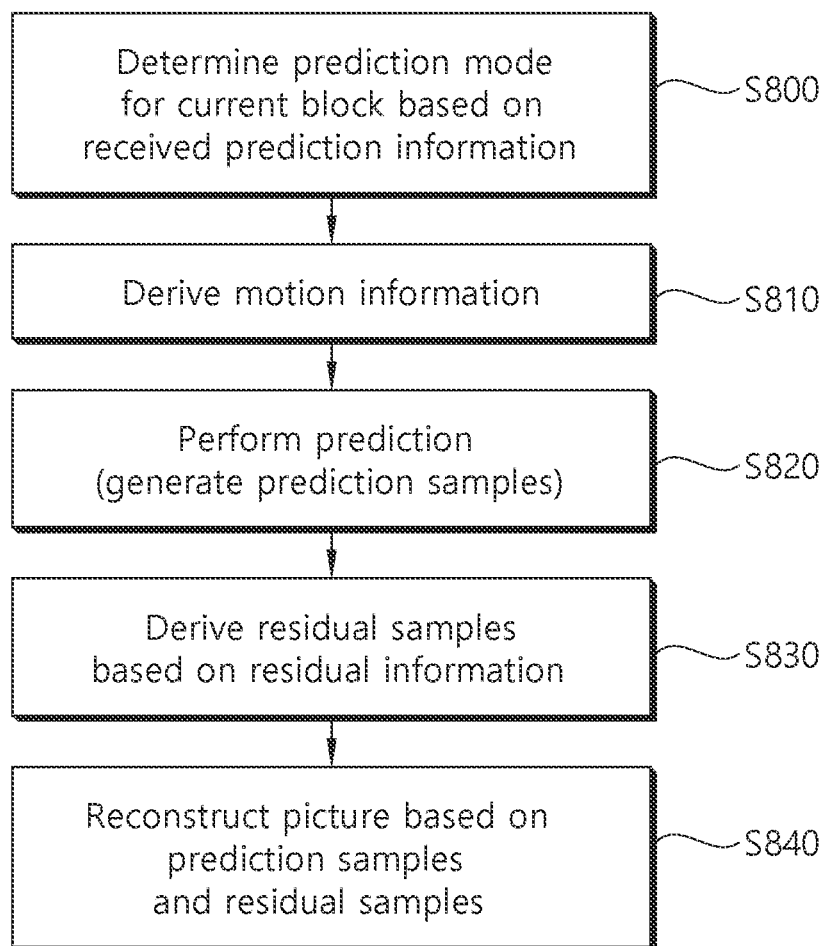 Determine prediction mode
for current block based on
received prediction information
S800
Derive motion information
S810
Perform prediction
(generate prediction samples)
S820
Derive residual samples
based on residual information
S830
Reconstruct picture based on
prediction samples
and residual samples
S840